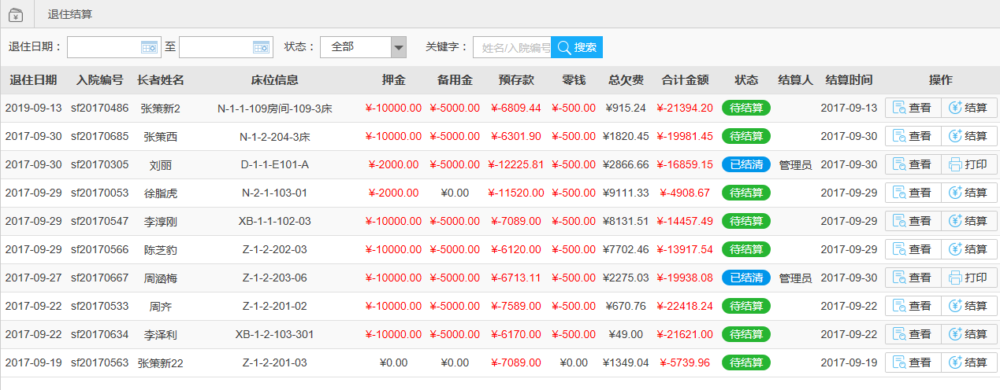 退住结算
退住日期： 至 状态： 全部 关键字： 姓名/入院编号 搜索
退住日期 入院编号 长者姓名 床位信息 押金 备用金 预存款 零钱 总欠费 合计金额 状态 结算人 结算时间 操作
2019-09-13 sf20170486 张策新2 N-1-1-109房间-109-3床 ¥-10000.00 ¥-5000.00 ¥-6809.44 ¥-500.00 ¥915.24 ¥-21394.20 待结算 2017-09-13 查看 结算
2017-09-30 sf20170685 张策西 N-1-2-204-3床 ¥-10000.00 ¥-5000.00 ¥-6301.90 ¥-500.00 ¥1820.45 ¥-19981.45 待结算 2017-09-30 查看 结算
2017-09-30 sf20170305 刘丽 D-1-1-E101-A ¥-2000.00 ¥-5000.00 ¥-12225.81 ¥-500.00 ¥2866.66 ¥-16859.15 已结清 管理员 2017-09-30 查看 打印
2017-09-29 sf20170053 徐脂虎 N-2-1-103-01 ¥-2000.00 ¥0.00 ¥-11520.00 ¥-500.00 ¥9111.33 ¥-4908.67 待结算 2017-09-29 查看 结算
2017-09-29 sf20170547 李淳刚 XB-1-1-102-03 ¥-10000.00 ¥-5000.00 ¥-7089.00 ¥-500.00 ¥8131.51 ¥-14457.49 待结算 2017-09-29 查看 结算
2017-09-29 sf20170566 陈芝豹 Z-1-2-202-03 ¥-10000.00 ¥-5000.00 ¥-6120.00 ¥-500.00 ¥7702.46 ¥-13917.54 待结算 2017-09-29 查看 结算
2017-09-27 sf20170667 周涵梅 Z-1-2-203-06 ¥-10000.00 ¥-5000.00 ¥-6713.11 ¥-500.00 ¥2275.03 ¥-19938.08 已结清 管理员 2017-09-30 查看 打印
2017-09-22 sf20170533 周齐 Z-1-2-201-02 ¥-10000.00 ¥-5000.00 ¥-7589.00 ¥-500.00 ¥670.76 ¥-22418.24 待结算 2017-09-22 查看 结算
2017-09-22 sf20170634 李泽利 XB-1-2-103-301 ¥-10000.00 ¥-5000.00 ¥-6170.00 ¥-500.00 ¥49.00 ¥-21621.00 待结算 2017-09-22 查看 结算
2017-09-19 sf20170563 张策新22 Z-1-2-201-03 ¥0.00 ¥0.00 ¥-7089.00 ¥0.00 ¥1349.04 ¥-5739.96 待结算 2017-09-19 查看 结算